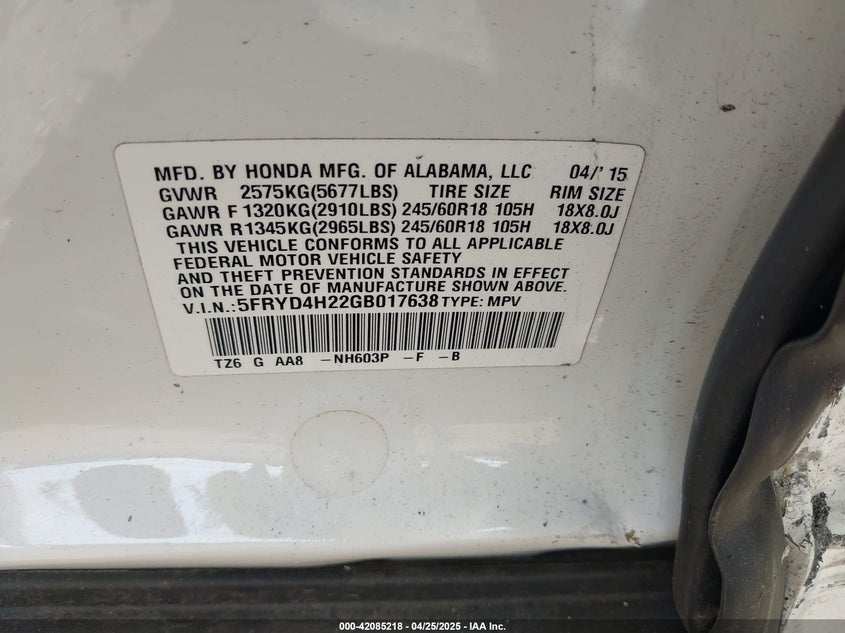 MFD. BY HONDA MFG. OF ALABAMA, LLC 04/'15
GVWR 2575KG(5677LBS) TIRE SIZE RIM SIZE
GAWR F 1320KG(2910LBS) 245/60R18 105H 18X8.0J
GAWR R 1345KG(2965LBS) 245/60R18 105H 18X8.0J
THIS VEHICLE CONFORMS TO ALL APPLICABLE
FEDERAL MOTOR VEHICLE SAFETY
AND THEFT PREVENTION STANDARDS IN EFFECT
ON THE DATE OF MANUFACTURE SHOWN ABOVE.
V.I.N.:5FRYD4H22GB017638 TYPE: MPV
TZ6 G AA8 -NH603P -F -B
000-42085218 - 04/25/2025 - IAA Inc.